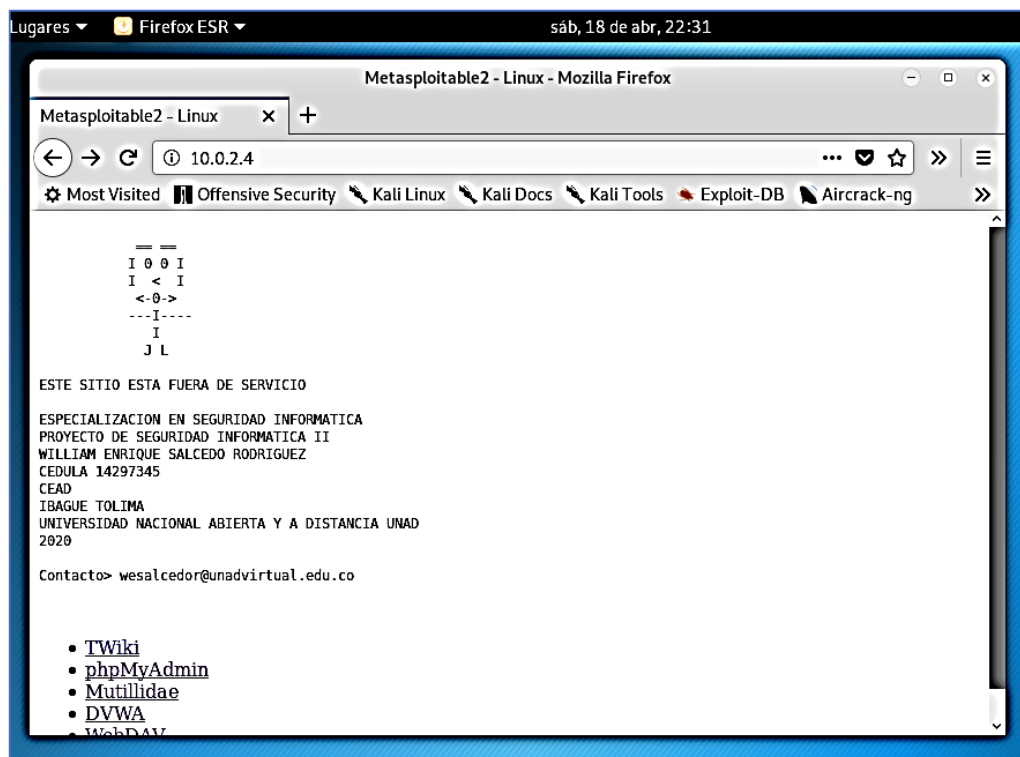 Lugares Firefox ESR sáb, 18 de abr, 22:31
Metasploitable2 - Linux - Mozilla Firefox
Metasploitable2 - Linux
10.0.2.4
Most Visited Offensive Security Kali Linux Kali Docs Kali Tools Exploit-DB Aircrack-ng
== ==
I 0 0 I
I < I
<-0->
---I----
I
J L
ESTE SITIO ESTA FUERA DE SERVICIO
ESPECIALIZACION EN SEGURIDAD INFORMATICA
PROYECTO DE SEGURIDAD INFORMATICA II
WILLIAM ENRIQUE SALCEDO RODRIGUEZ
CEDULA 14297345
CEAD
IBAGUE TOLIMA
UNIVERSIDAD NACIONAL ABIERTA Y A DISTANCIA UNAD
2020
Contacto> wesalcedor@unadvirtual.edu.co
TWiki
phpMyAdmin
Mutillidae
DVWA
WebDAV